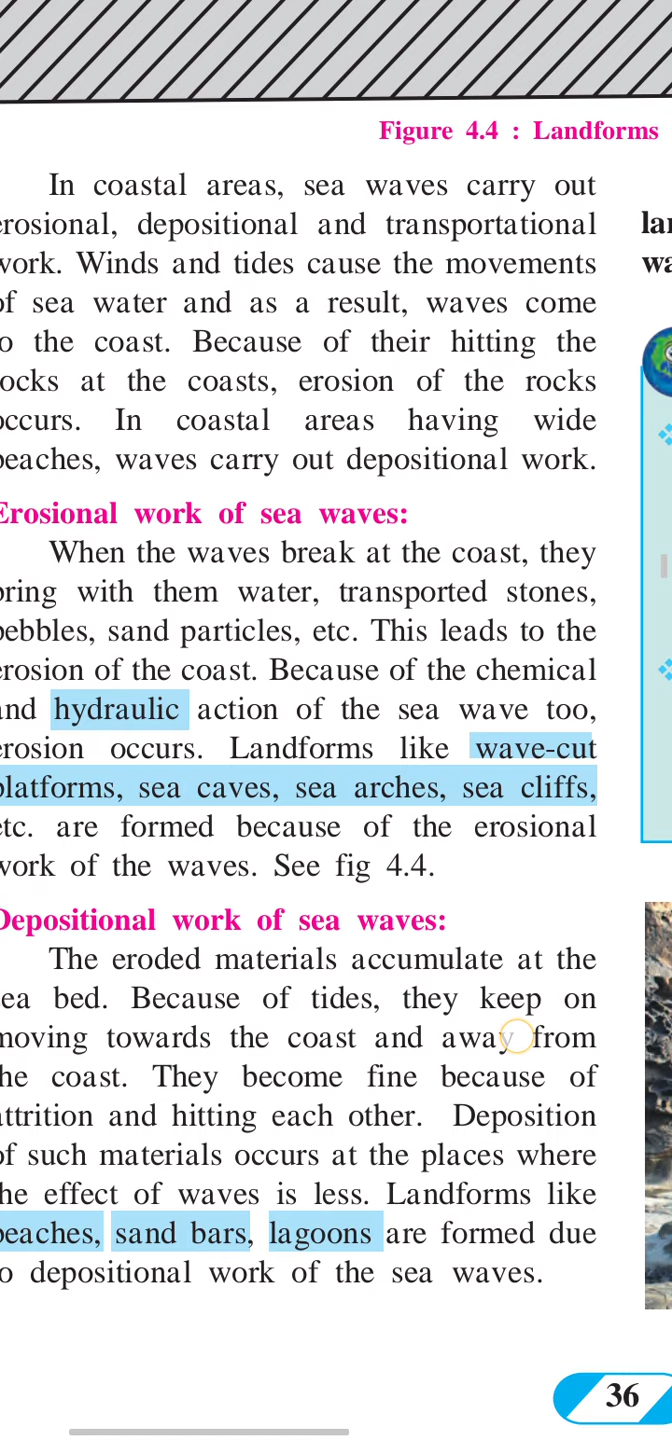 Figure 4.4 : Landforms
In coastal areas, sea waves carry out
erosional, depositional and transportational
work. Winds and tides cause the movements
of sea water and as a result, waves come
to the coast. Because of their hitting the
rocks at the coasts, erosion of the rocks
occurs. In coastal areas having wide
beaches, waves carry out depositional work.
Erosional work of sea waves:
When the waves break at the coast, they
bring with them water, transported stones,
pebbles, sand particles, etc. This leads to the
erosion of the coast. Because of the chemical
and hydraulic action of the sea wave too,
erosion occurs. Landforms like wave-cut
platforms, sea caves, sea arches, sea cliffs,
etc. are formed because of the erosional
work of the waves. See fig 4.4.
Depositional work of sea waves:
The eroded materials accumulate at the
sea bed. Because of tides, they keep on
moving towards the coast and away from
the coast. They become fine because of
attrition and hitting each other. Deposition
of such materials occurs at the places where
the effect of waves is less. Landforms like
beaches, sand bars, lagoons are formed due
to depositional work of the sea waves.
36